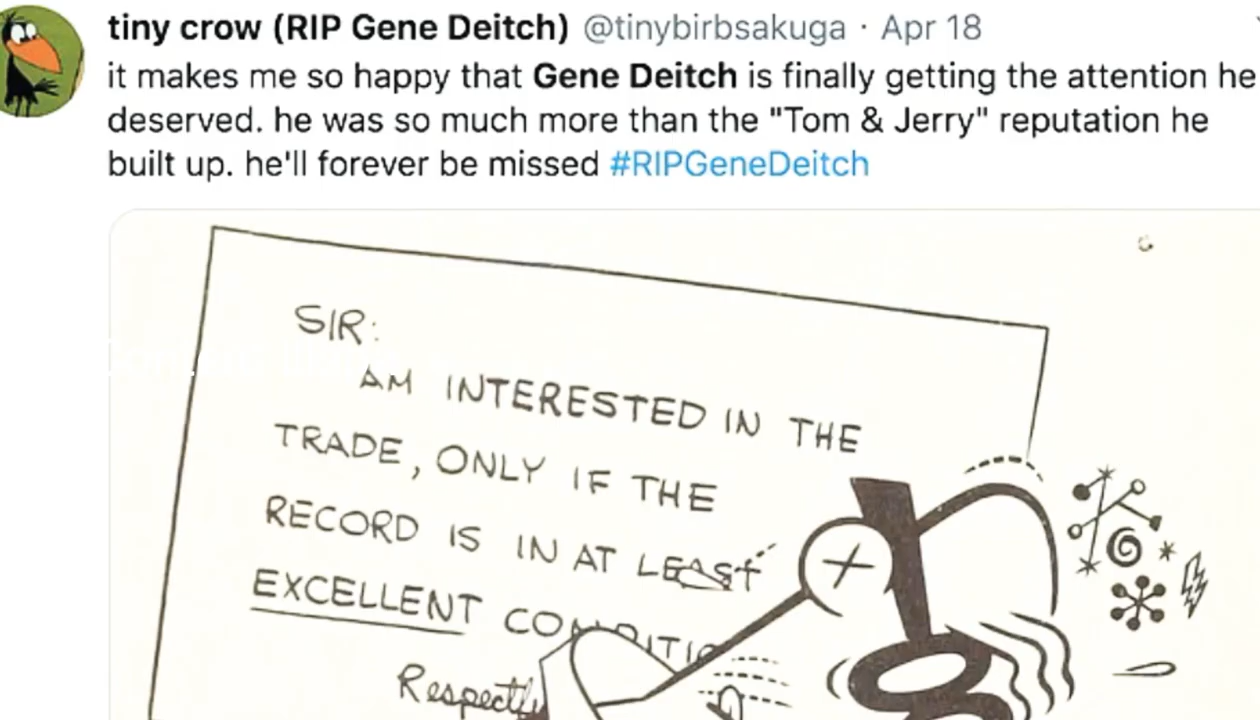 tiny crow (RIP Gene Deitch) @tinybirbsakuga · Apr 18
it makes me so happy that Gene Deitch is finally getting the attention he
deserved. he was so much more than the "Tom & Jerry" reputation he
built up. he'll forever be missed #RIPGeneDeitch
SIR:
AM INTERESTED IN THE
TRADE, ONLY IF THE
RECORD IS IN AT LEAST
EXCELLENT